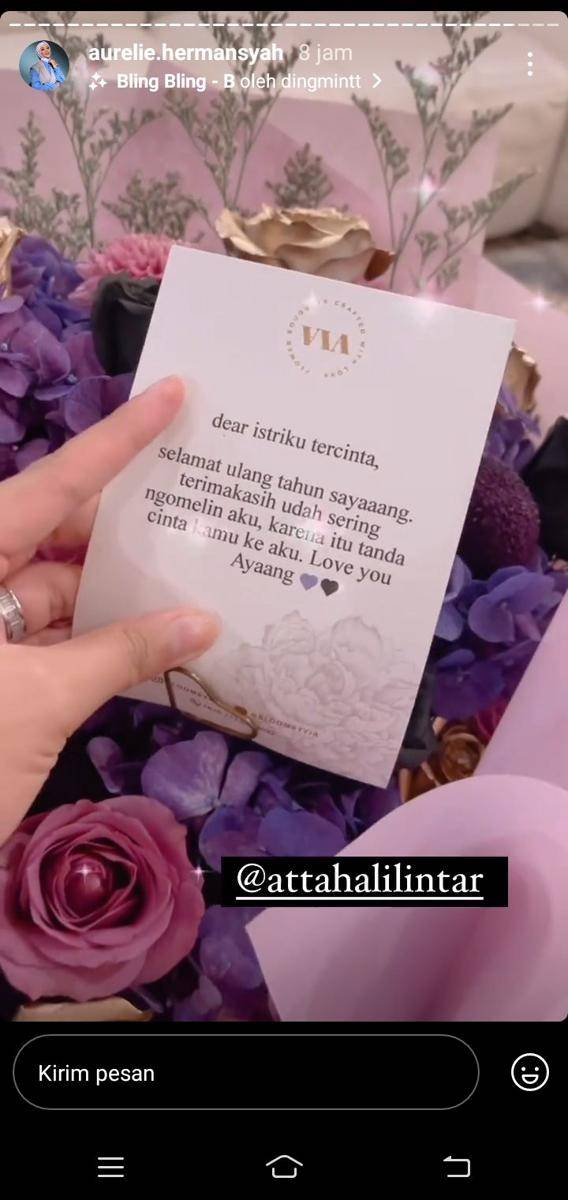 aurelie.hermansyah 8 jam
Bling Bling - B oleh dingmintt
VIA
dear istriku tercinta,
selamat ulang tahun sayaaang.
terimakasih udah sering
ngomelin aku, karena itu tanda
cinta kamu ke aku. Love you
Ayaang 💜🖤
@attahalilintar
Kirim pesan